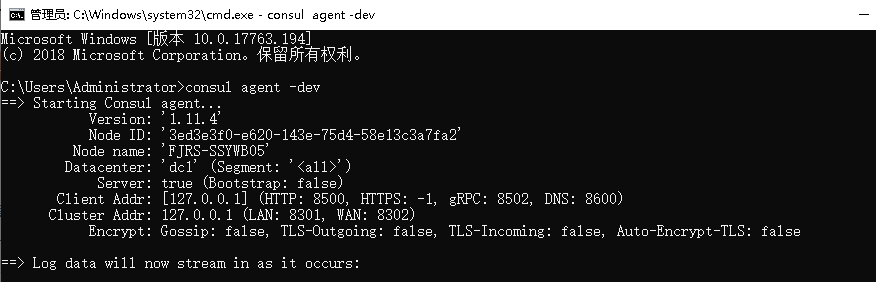 管理员: C:\Windows\system32\cmd.exe - consul  agent -dev
Microsoft Windows [版本 10.0.17763.194]
(c) 2018 Microsoft Corporation。保留所有权利。
C:\Users\Administrator>consul agent -dev
==> Starting Consul agent...
Version: '1.11.4'
Node ID: '3ed3e3f0-e620-143e-75d4-58e13c3a7fa2'
Node name: 'FJRS-SSYWB05'
Datacenter: 'dc1' (Segment: '<all>')
Server: true (Bootstrap: false)
Client Addr: [127.0.0.1] (HTTP: 8500, HTTPS: -1, gRPC: 8502, DNS: 8600)
Cluster Addr: 127.0.0.1 (LAN: 8301, WAN: 8302)
Encrypt: Gossip: false, TLS-Outgoing: false, TLS-Incoming: false, Auto-Encrypt-TLS: false
==> Log data will now stream in as it occurs: